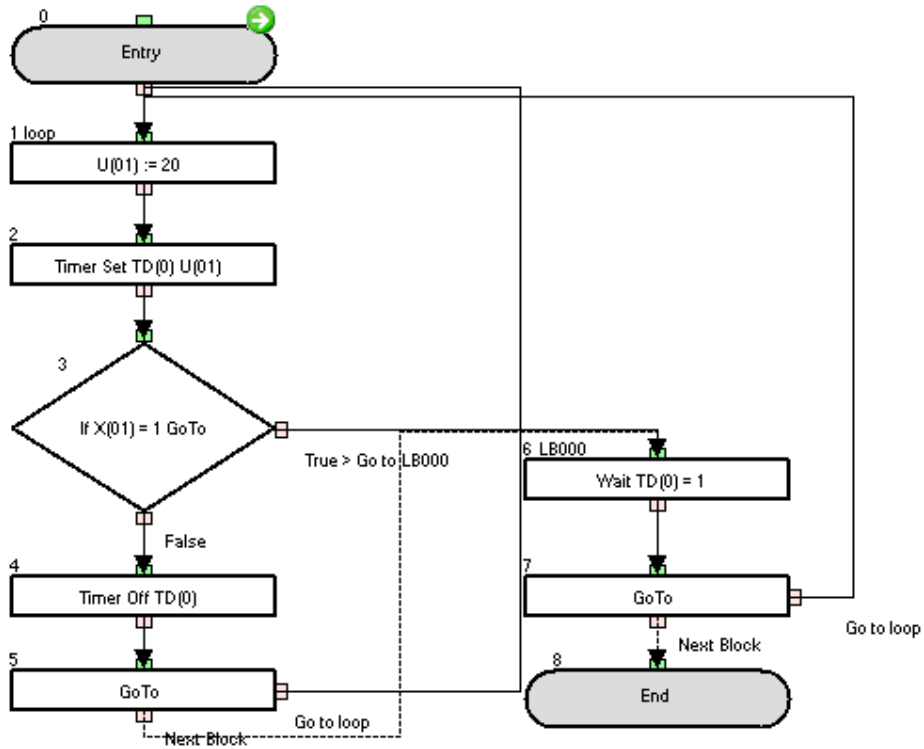 0
Entry
1 loop
U(01) := 20
2
Timer Set TD(0) U(01)
3
If X(01) = 1 GoTo
True > Go to LB000
False
4
Timer Off TD(0)
5
GoTo
Go to loop
Next Block
6 LB000
Wait TD(0) = 1
7
GoTo
Go to loop
Next Block
8
End